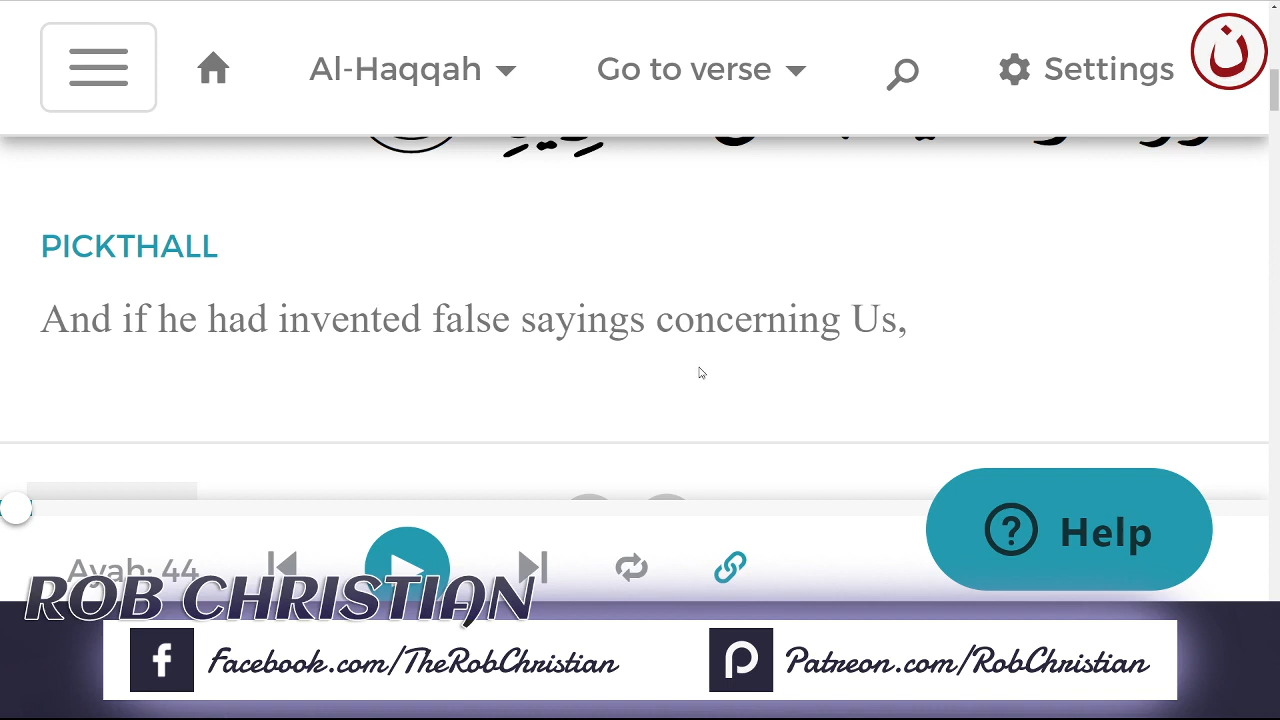 Al-Haqqah
Go to verse
Settings
ن
PICKTHALL
And if he had invented false sayings concerning Us,
Help
Ayah: 44
ROB CHRISTIAN
Facebook.com/TheRobChristian
Patreon.com/RobChristian